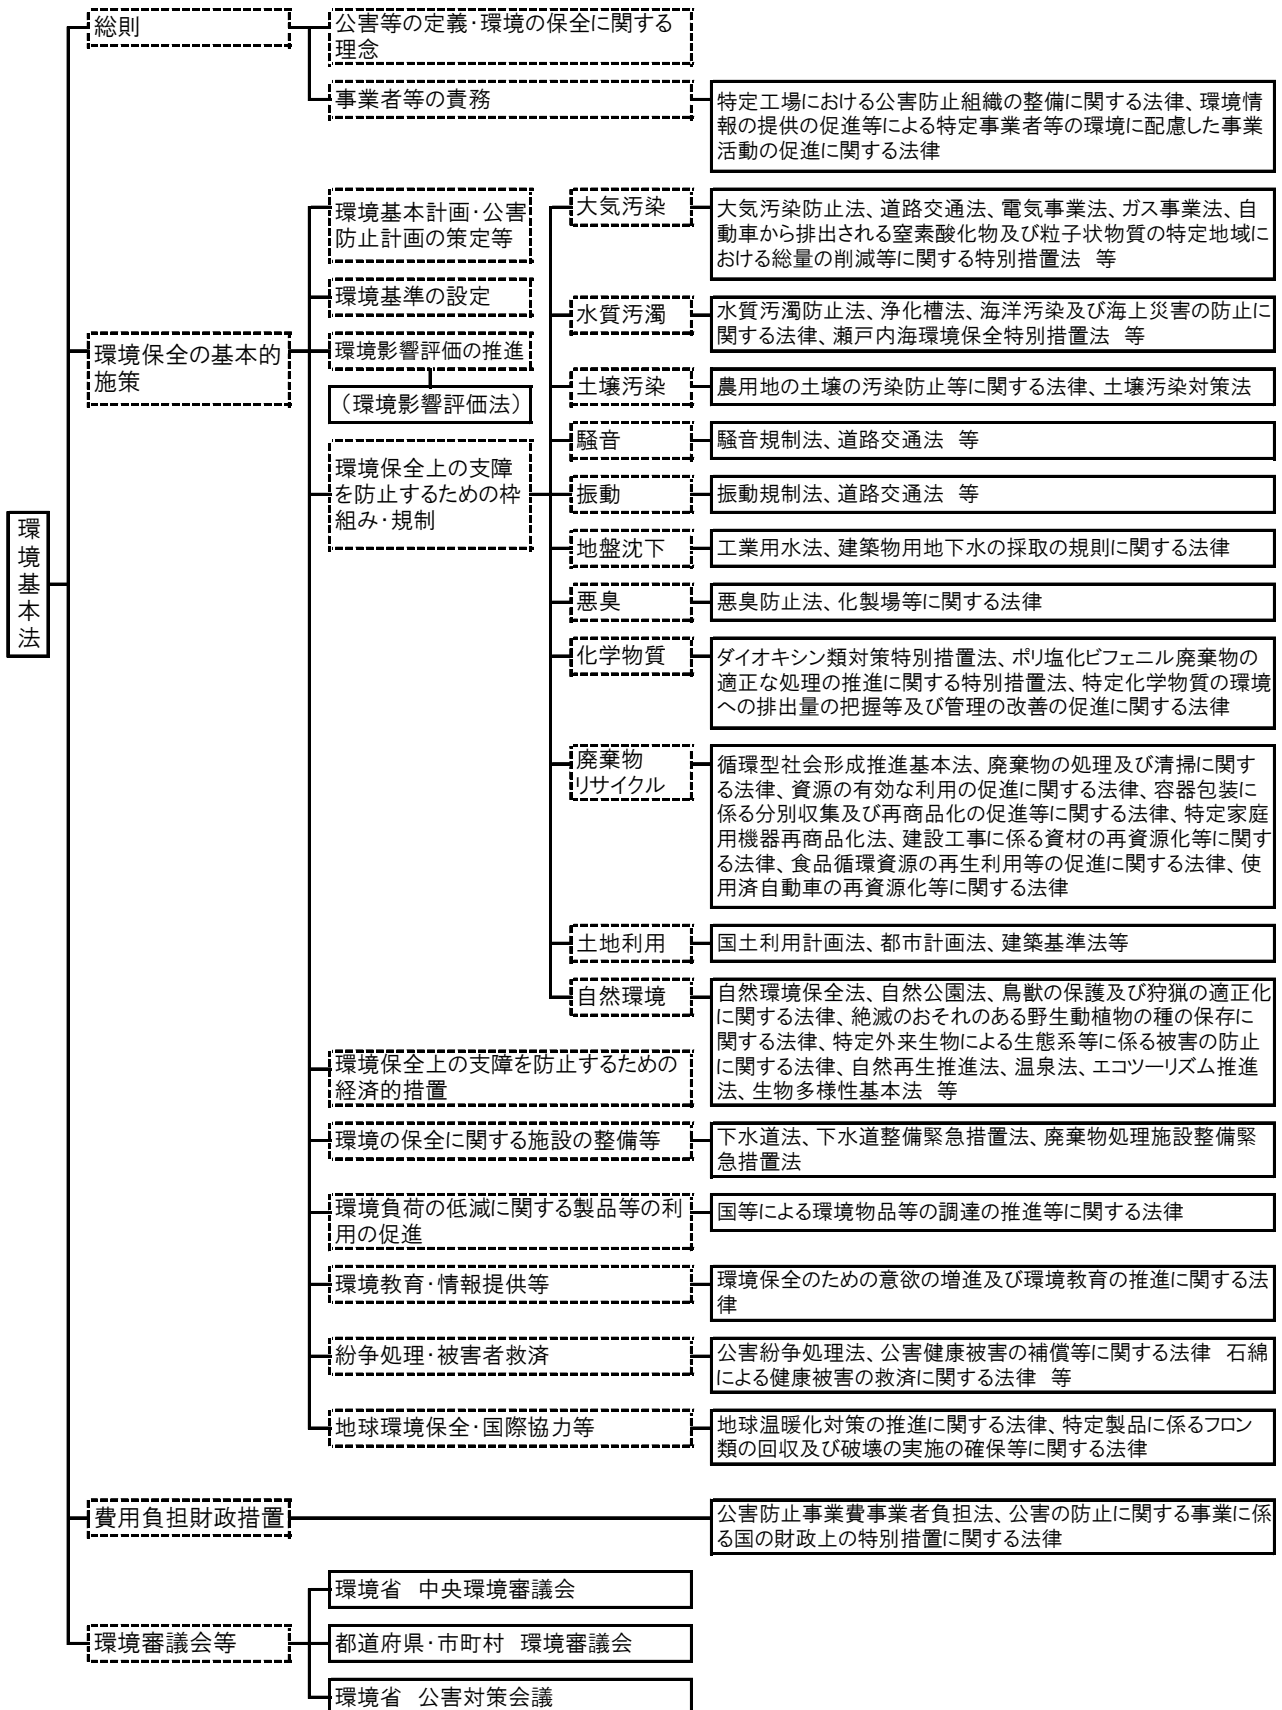 総則
公害等の定義・環境の保全に関する
理念
事業者等の責務
特定工場における公害防止組織の整備に関する法律、環境情
報の提供の促進等による特定事業者等の環境に配慮した事業
活動の促進に関する法律
環境基本計画・公害
防止計画の策定等
環境基準の設定
環境保全の基本的
施策
環境影響評価の推進
（環境影響評価法）
環境保全上の支障
を防止するための枠
組み・規制
大気汚染
大気汚染防止法、道路交通法、電気事業法、ガス事業法、自
動車から排出される窒素酸化物及び粒子状物質の特定地域に
おける総量の削減等に関する特別措置法　等
水質汚濁
水質汚濁防止法、浄化槽法、海洋汚染及び海上災害の防止に
関する法律、瀬戸内海環境保全特別措置法　等
土壌汚染
農用地の土壌の汚染防止等に関する法律、土壌汚染対策法
騒音
騒音規制法、道路交通法　等
振動
振動規制法、道路交通法　等
環境基本法
地盤沈下
工業用水法、建築物用地下水の採取の規則に関する法律
悪臭
悪臭防止法、化製場等に関する法律
化学物質
ダイオキシン類対策特別措置法、ポリ塩化ビフェニル廃棄物の
適正な処理の推進に関する特別措置法、特定化学物質の環境
への排出量の把握等及び管理の改善の促進に関する法律
廃棄物
リサイクル
循環型社会形成推進基本法、廃棄物の処理及び清掃に関す
る法律、資源の有効な利用の促進に関する法律、容器包装に
係る分別収集及び再商品化の促進等に関する法律、特定家庭
用機器再商品化法、建設工事に係る資材の再資源化等に関す
る法律、食品循環資源の再生利用等の促進に関する法律、使
用済自動車の再資源化等に関する法律
土地利用
国土利用計画法、都市計画法、建築基準法等
自然環境
自然環境保全法、自然公園法、鳥獣の保護及び狩猟の適正化
に関する法律、絶滅のおそれのある野生動植物の種の保存に
関する法律、特定外来生物による生態系等に係る被害の防止
に関する法律、自然再生推進法、温泉法、エコツーリズム推進
法、生物多様性基本法　等
環境保全上の支障を防止するための
経済的措置
環境の保全に関する施設の整備等
下水道法、下水道整備緊急措置法、廃棄物処理施設整備緊
急措置法
環境負荷の低減に関する製品等の利
用の促進
国等による環境物品等の調達の推進等に関する法律
環境教育・情報提供等
環境保全のための意欲の増進及び環境教育の推進に関する法
律
紛争処理・被害者救済
公害紛争処理法、公害健康被害の補償等に関する法律　石綿
による健康被害の救済に関する法律　等
地球環境保全・国際協力等
地球温暖化対策の推進に関する法律、特定製品に係るフロン
類の回収及び破壊の実施の確保等に関する法律
費用負担財政措置
公害防止事業費事業者負担法、公害の防止に関する事業に係
る国の財政上の特別措置に関する法律
環境審議会等
環境省　中央環境審議会
都道府県・市町村　環境審議会
環境省　公害対策会議